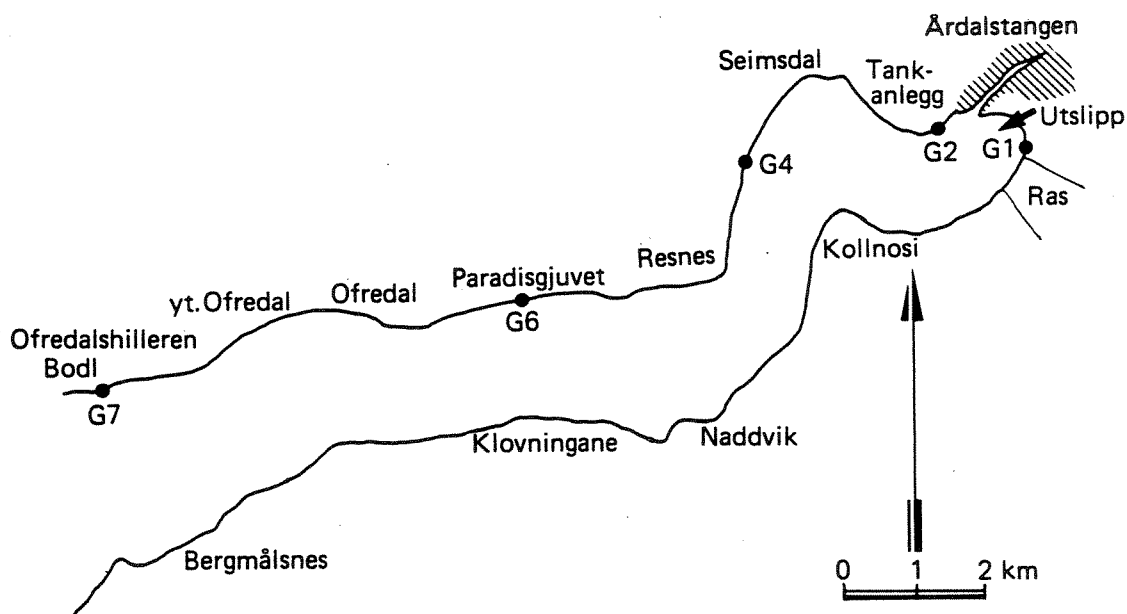 Årdalstangen
Seimsdal
Tank-
anlegg
Utslipp
G2
G1
G4
Ras
Kollnosi
Resnes
Paradisgjuvet
Ofredal
yt. Ofredal
G6
Ofredalshilleren
Bodl
G7
Klovningane
Naddvik
Bergmålsnes
0 1 2 km